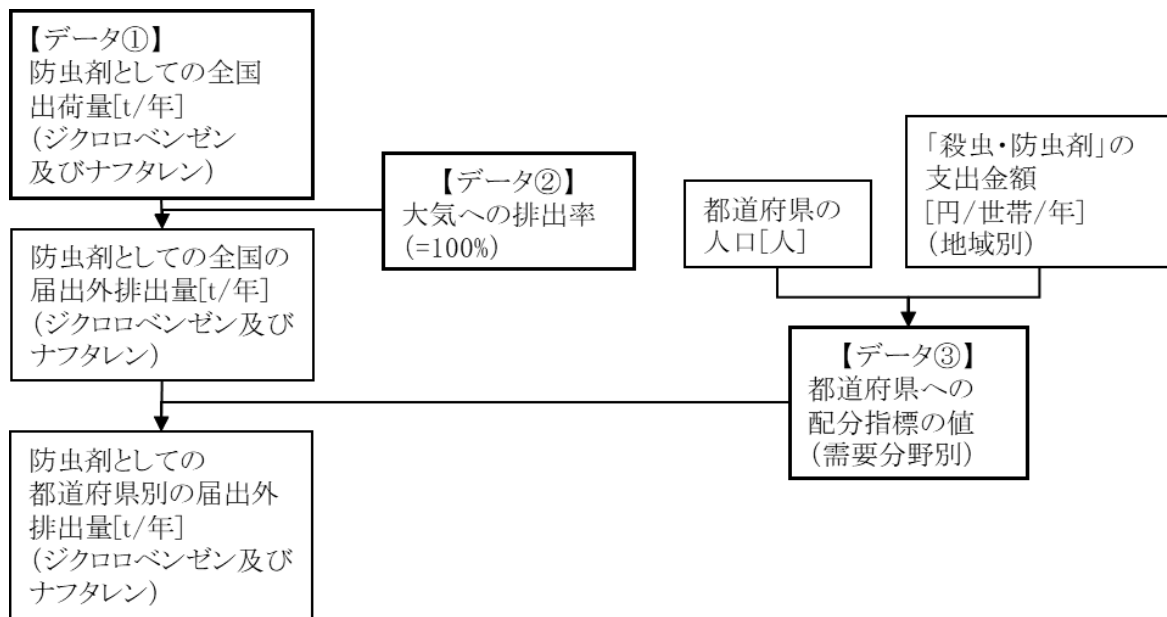 【データ①】
防虫剤としての全国
出荷量[t/年]
(ジクロロベンゼン
及びナフタレン)
【データ②】
大気への排出率
(=100%)
都道府県の
人口[人]
「殺虫・防虫剤」の
支出金額
[円/世帯/年]
(地域別)
防虫剤としての全国の
届出外排出量[t/年]
(ジクロロベンゼン及び
ナフタレン)
【データ③】
都道府県への
配分指標の値
(需要分野別)
防虫剤としての
都道府県別の届出外
排出量[t/年]
(ジクロロベンゼン及び
ナフタレン)